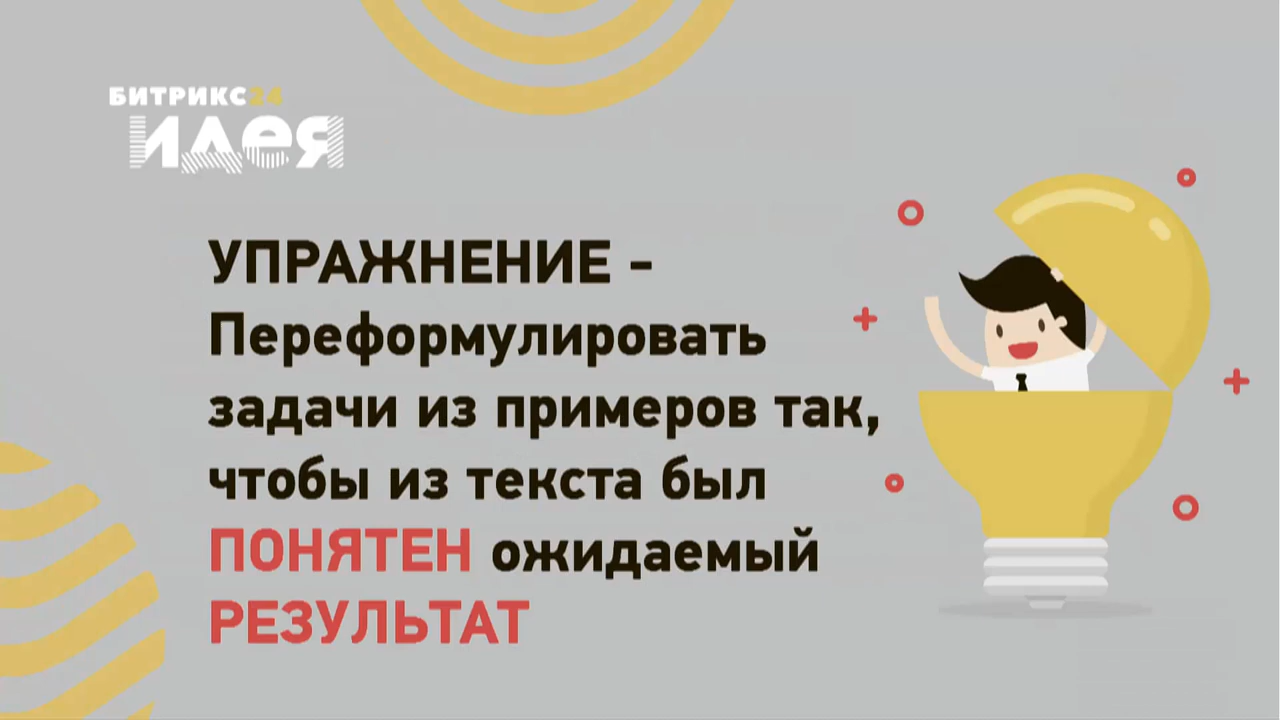 БИТРИКС24
идея
УПРАЖНЕНИЕ -
Переформулировать
задачи из примеров так,
чтобы из текста был
ПОНЯТЕН ожидаемый
РЕЗУЛЬТАТ